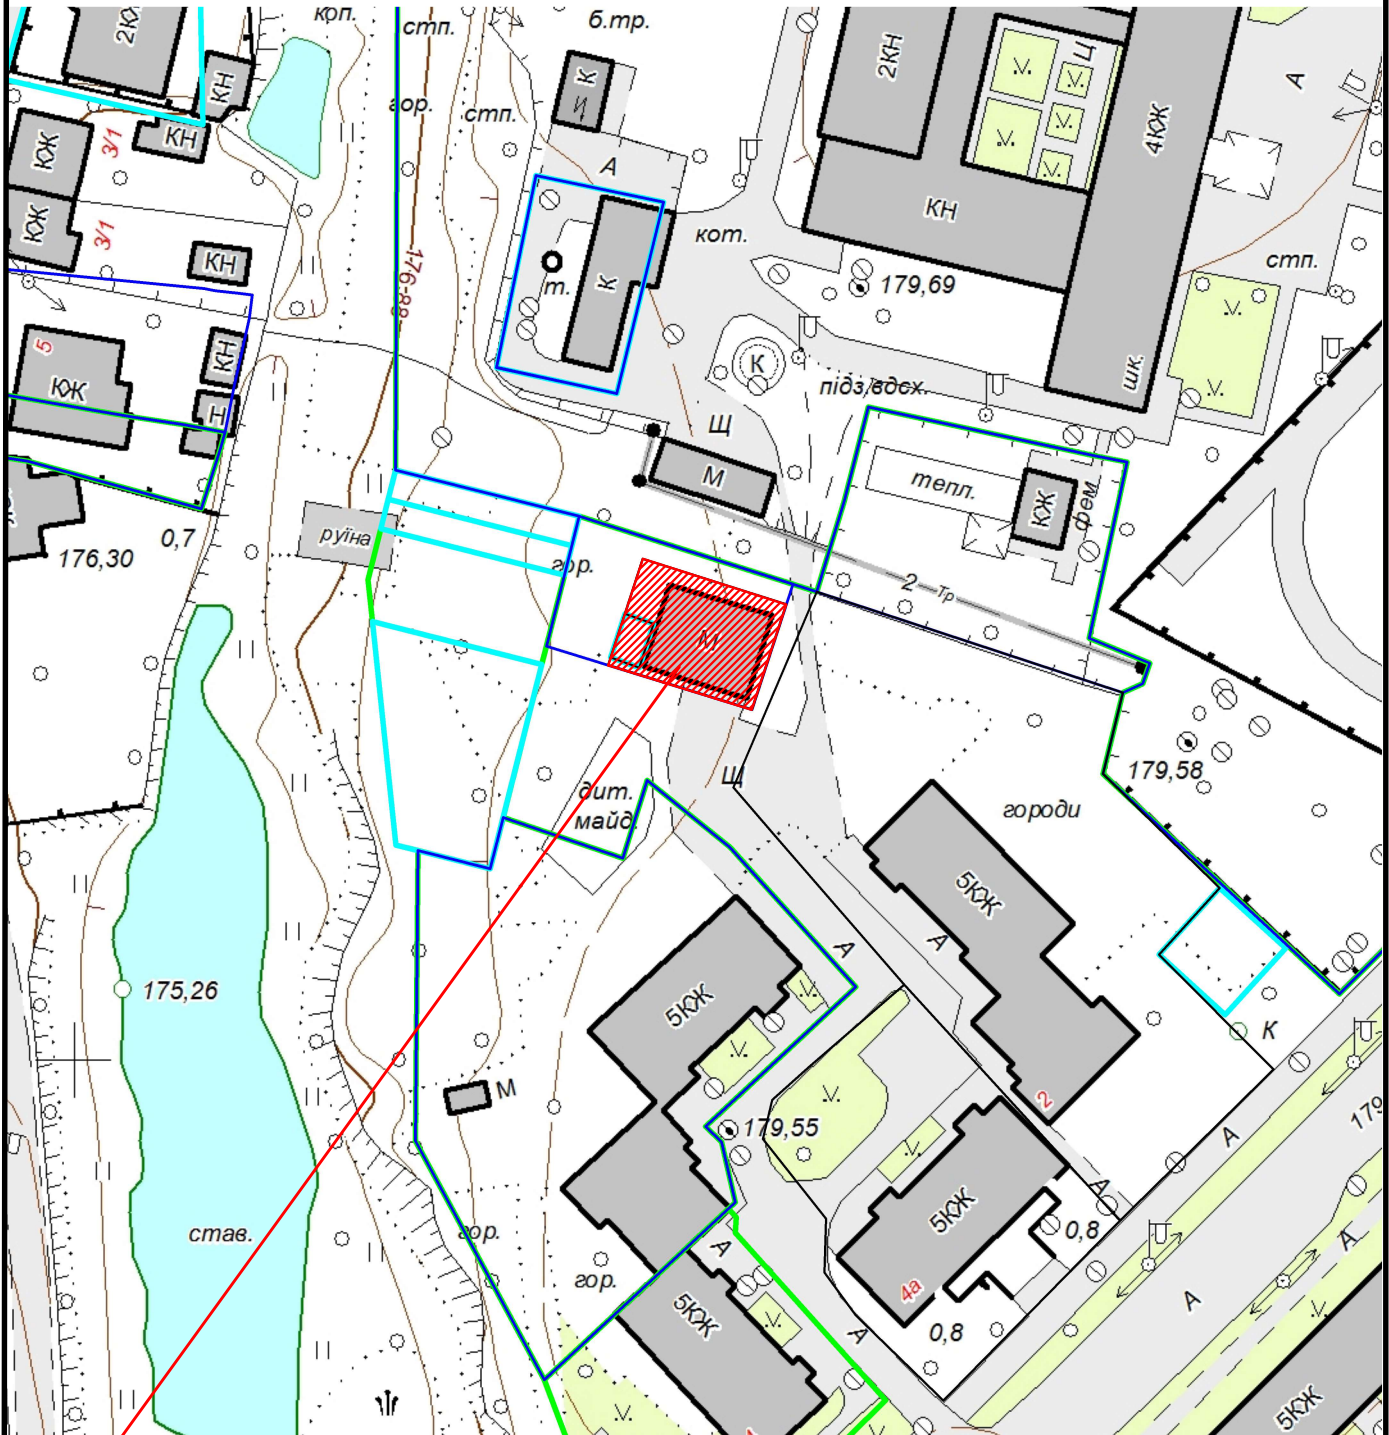 коп.
стп.
б.тр.
2КН
Щ
А
4КЖ
К
гор.
стп.
КН
КН
КЖ
3/1
А
КЖ
3/1
КН
кот.
КН
стп.
179,69
т.
К
176-88
5
КЖ
КН
К
шк.
підз.вдсх.
Н
Щ
М
тепл.
КЖ
фем
0,7
176,30
руїна
гор.
2
Тр
М
Щ
179,58
дит.
майд.
городи
5КЖ
А
А
175,26
5КЖ
К
М
2
179,55
А
179
став.
гор.
5КЖ
А
0,8
А
А
гор.
4а
А
5КЖ
0,8
А
5КЖ